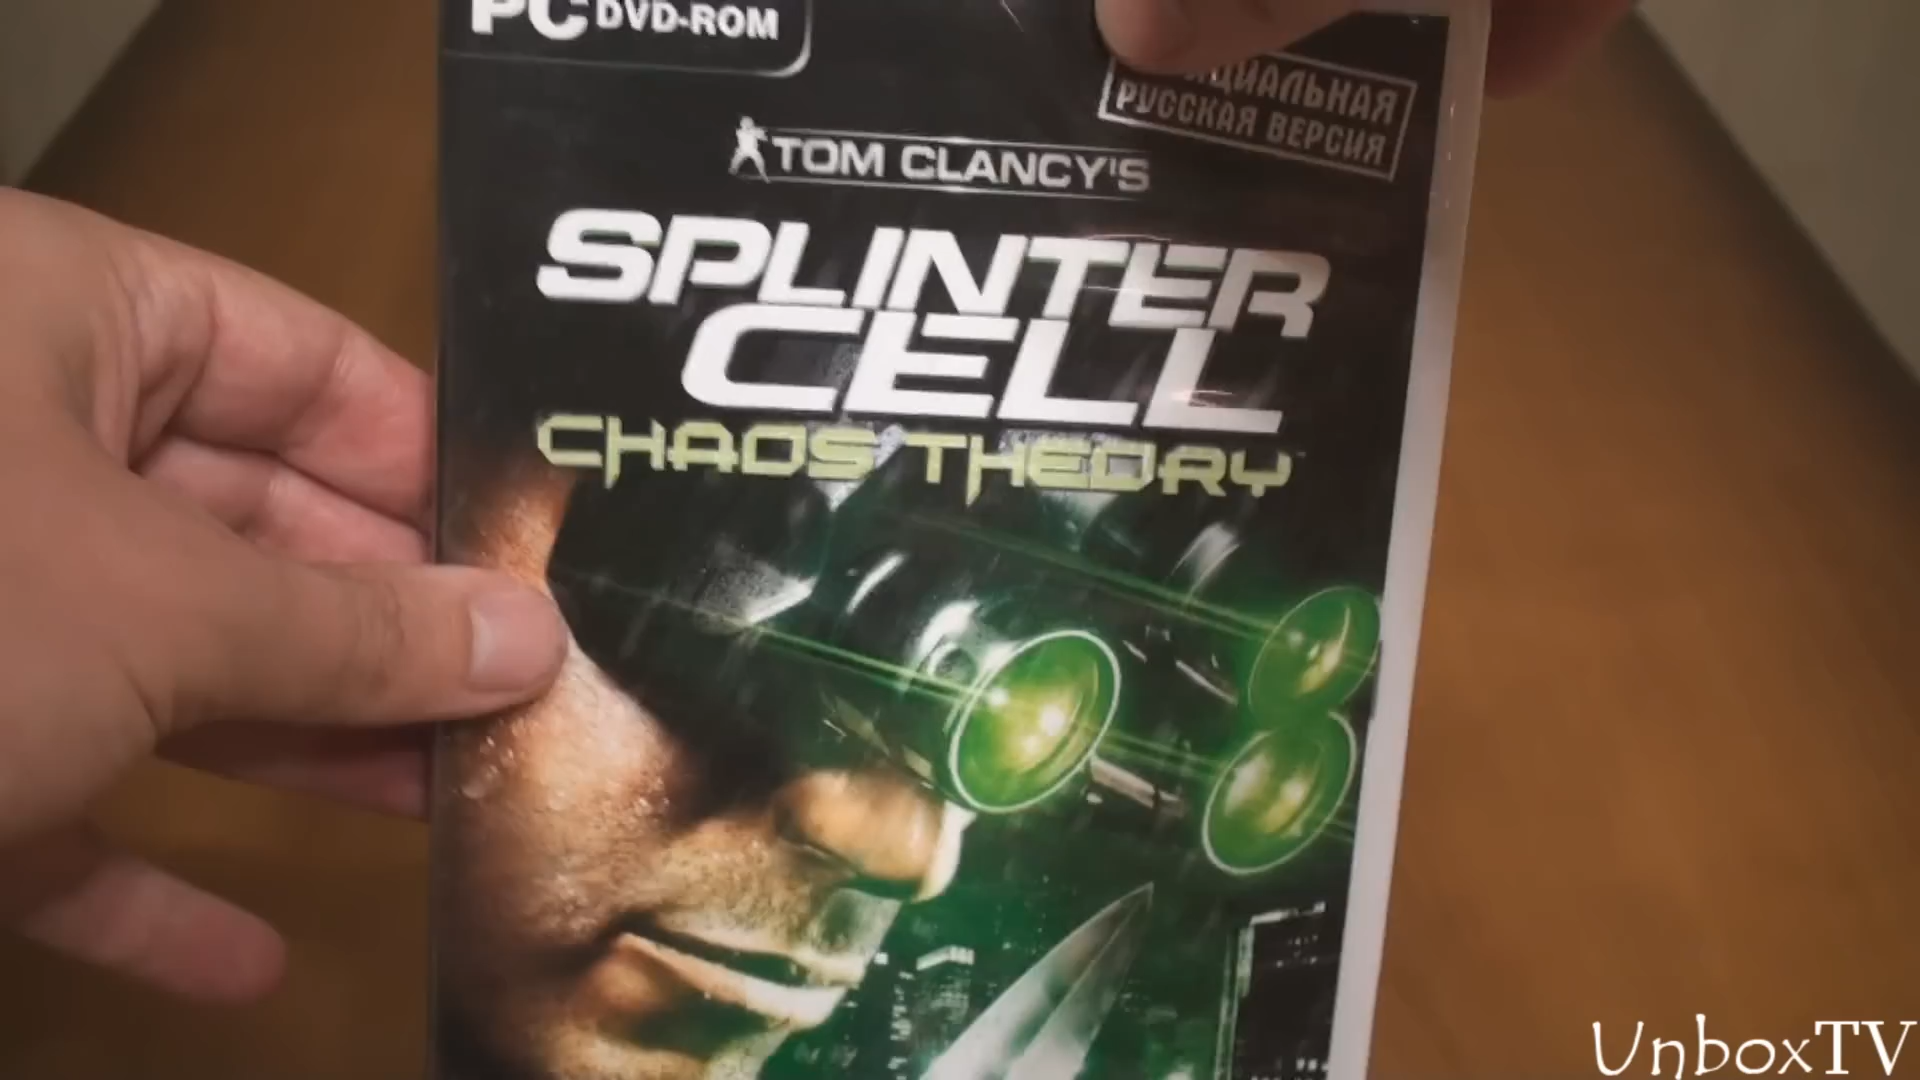 PC DVD-ROM
РУССКАЯ ВЕРСИЯ
TOM CLANCY'S
SPLINTER
CELL
CHAOS THEORY
UnboxTV